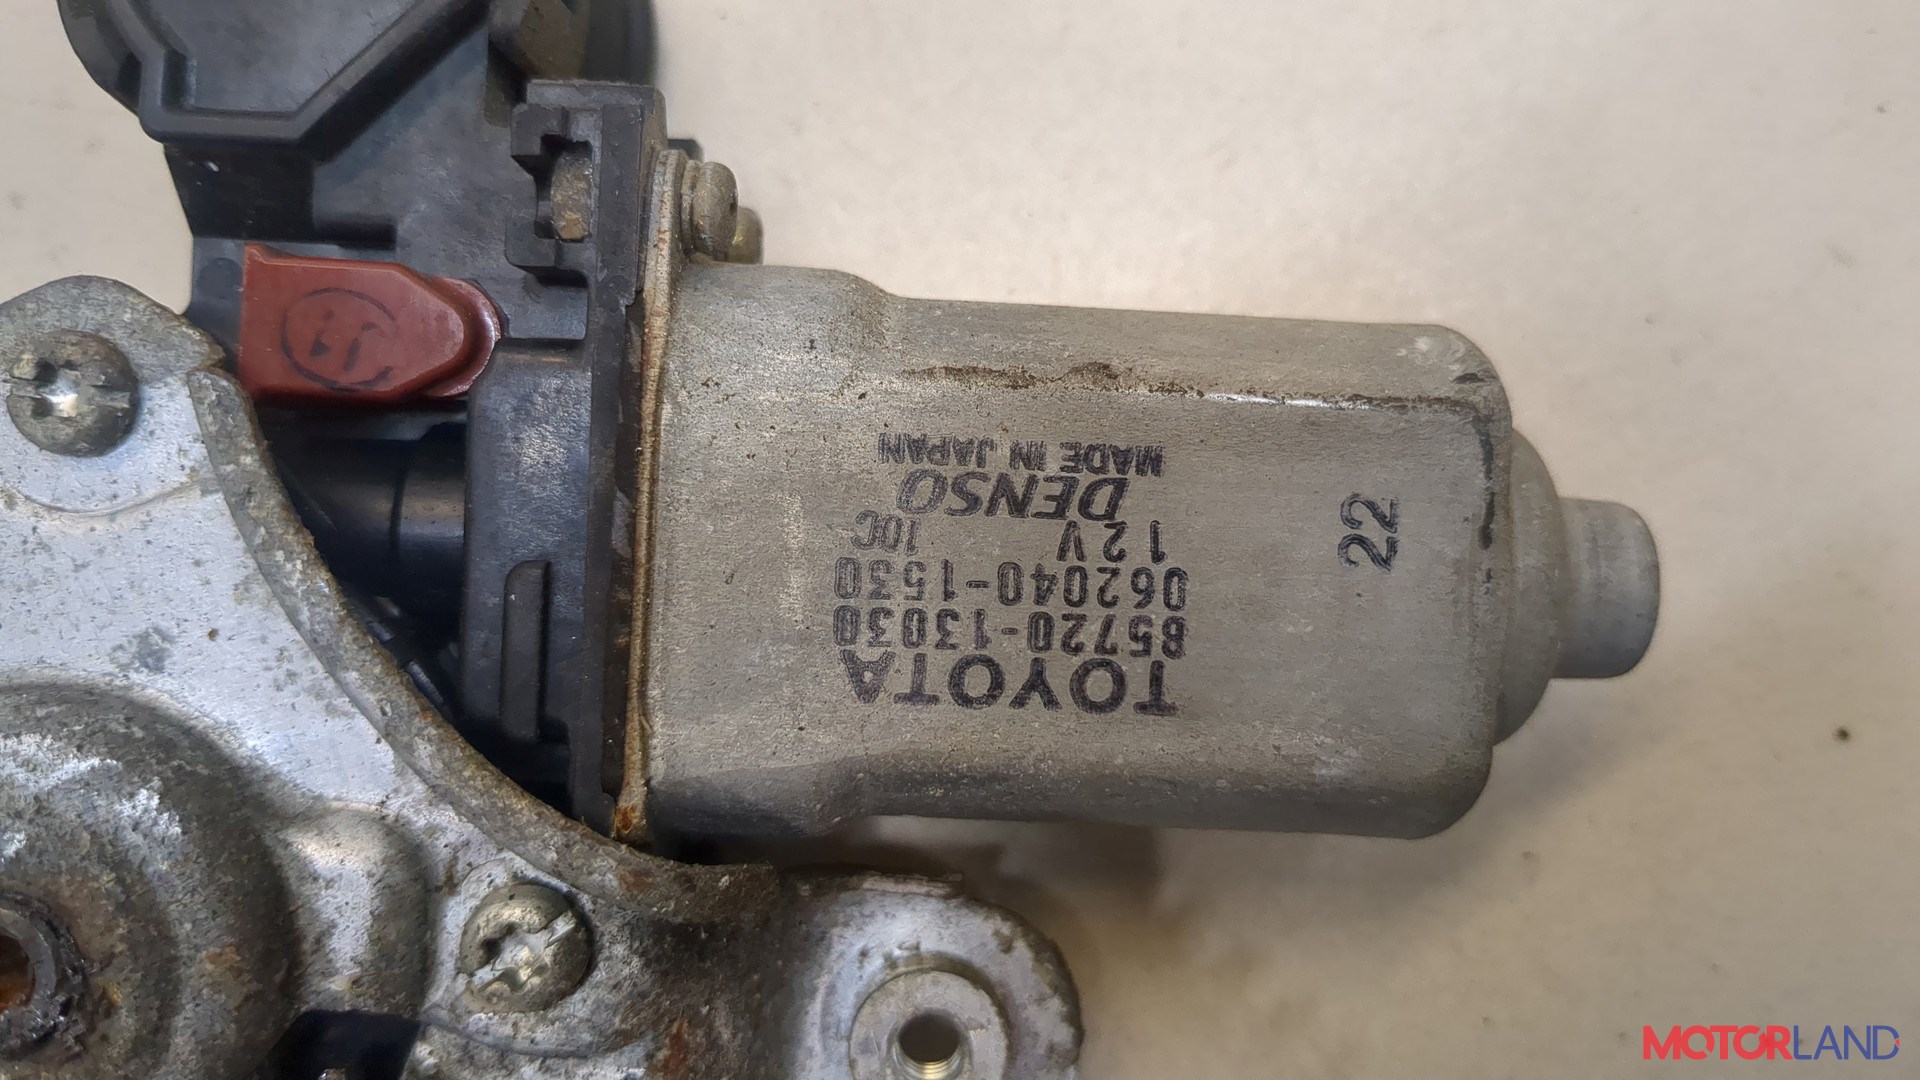 TOYOTA
85720-13030
062040-1530
12V 10C
DENSO
MADE IN JAPAN
22
MOTORLAND